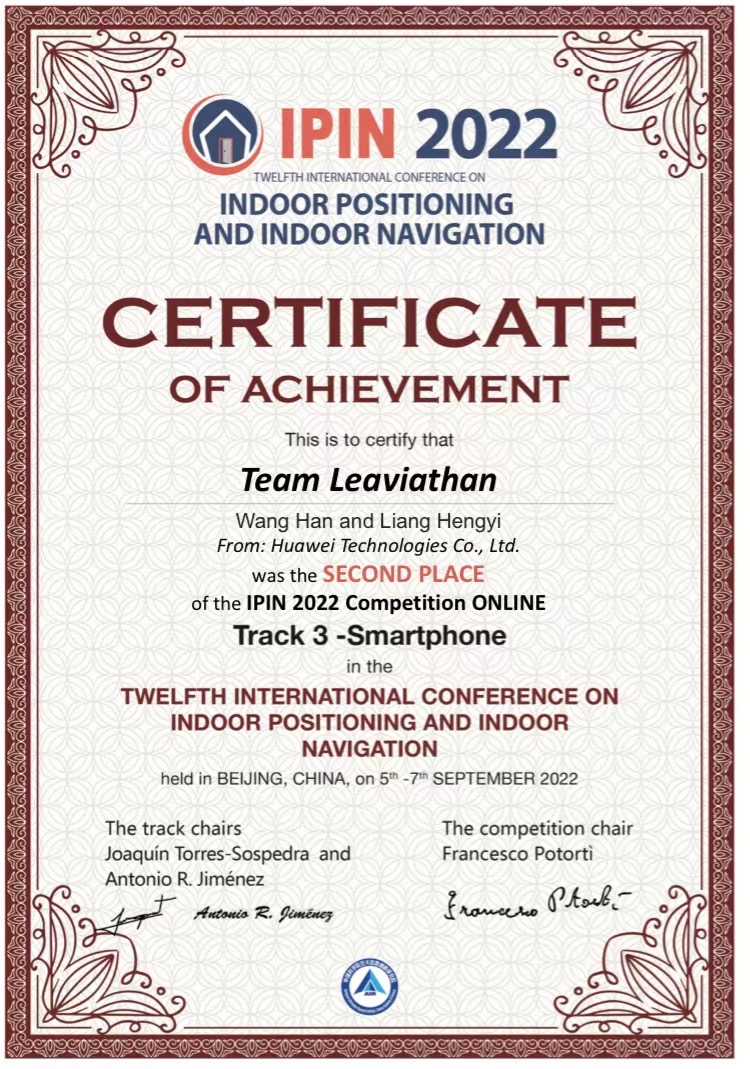 IPIN 2022
TWELFTH INTERNATIONAL CONFERENCE ON
INDOOR POSITIONING
AND INDOOR NAVIGATION
CERTIFICATE
OF ACHIEVEMENT
This is to certify that
Team Leaviathan
Wang Han and Liang Hengyi
From: Huawei Technologies Co., Ltd.
was the SECOND PLACE
of the IPIN 2022 Competition ONLINE
Track 3 -Smartphone
in the
TWELFTH INTERNATIONAL CONFERENCE ON
INDOOR POSITIONING AND INDOOR
NAVIGATION
held in BEIJING, CHINA, on 5th -7th SEPTEMBER 2022
The track chairs
Joaquín Torres-Sospedra and
Antonio R. Jiménez
Antonio R. Jiménez
The competition chair
Francesco Potortì
Francesco Potortì
AIR